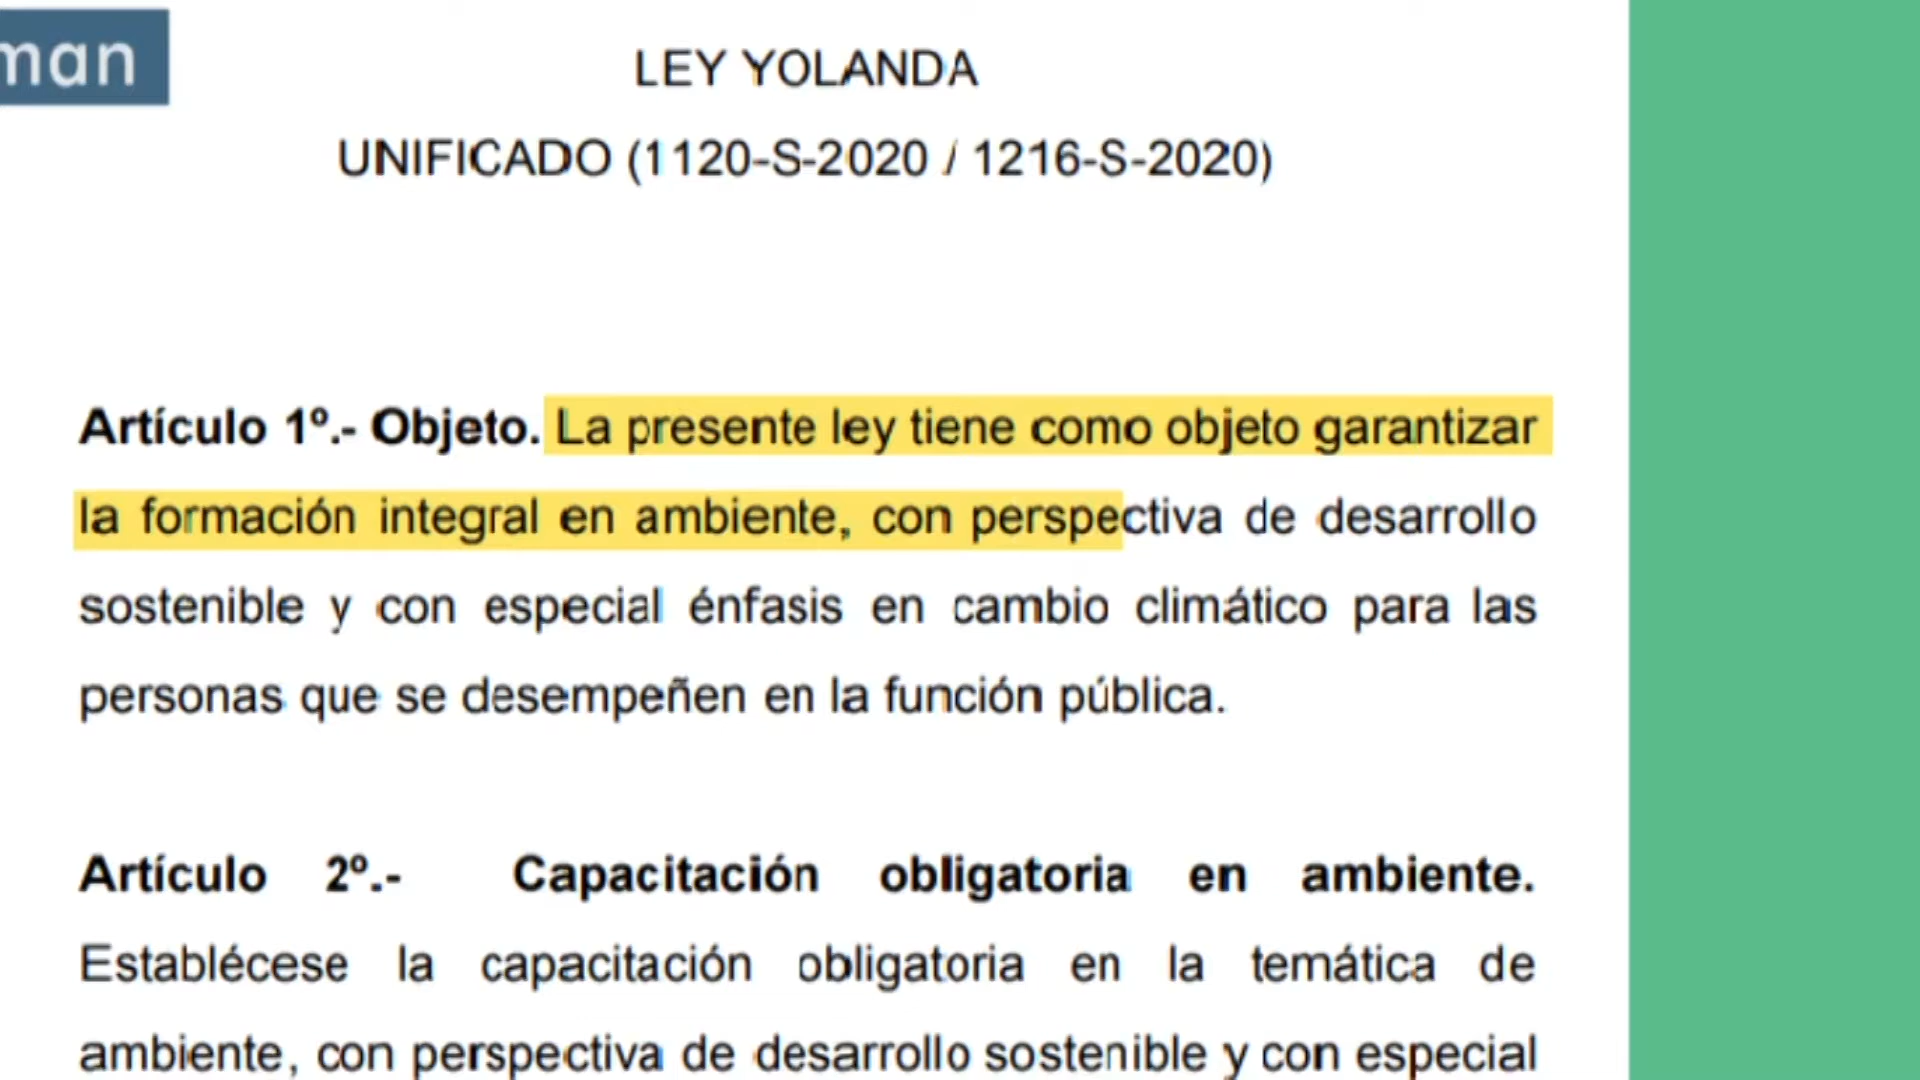 man
LEY YOLANDA
UNIFICADO (1120-S-2020 / 1216-S-2020)
Artículo 1º.- Objeto. La presente ley tiene como objeto garantizar
la formación integral en ambiente, con perspectiva de desarrollo
sostenible y con especial énfasis en cambio climático para las
personas que se desempeñen en la función pública.
Artículo 2º.- Capacitación obligatoria en ambiente.
Establécese la capacitación obligatoria en la temática de
ambiente, con perspectiva de desarrollo sostenible y con especial